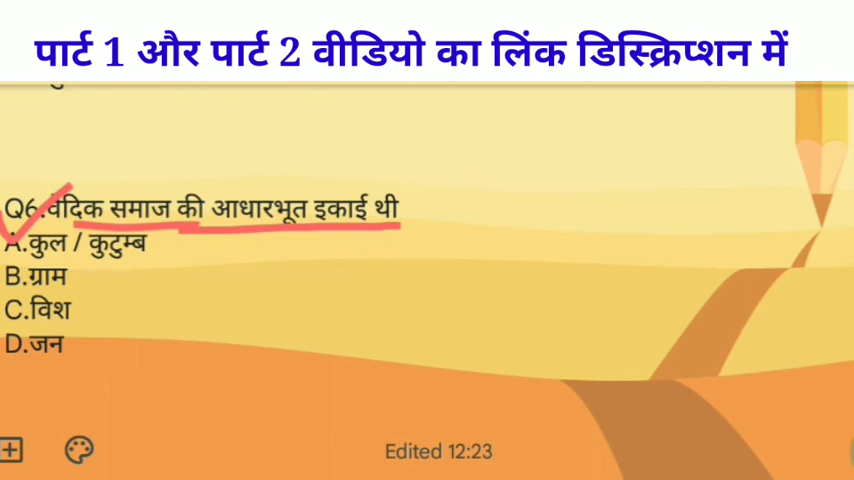 पार्ट 1 और पार्ट 2 वीडियो का लिंक डिस्क्रिप्शन में
Q6.वैदिक समाज की आधारभूत इकाई थी
A.कुल / कुटुम्ब
B.ग्राम
C.विश
D.जन
Edited 12:23